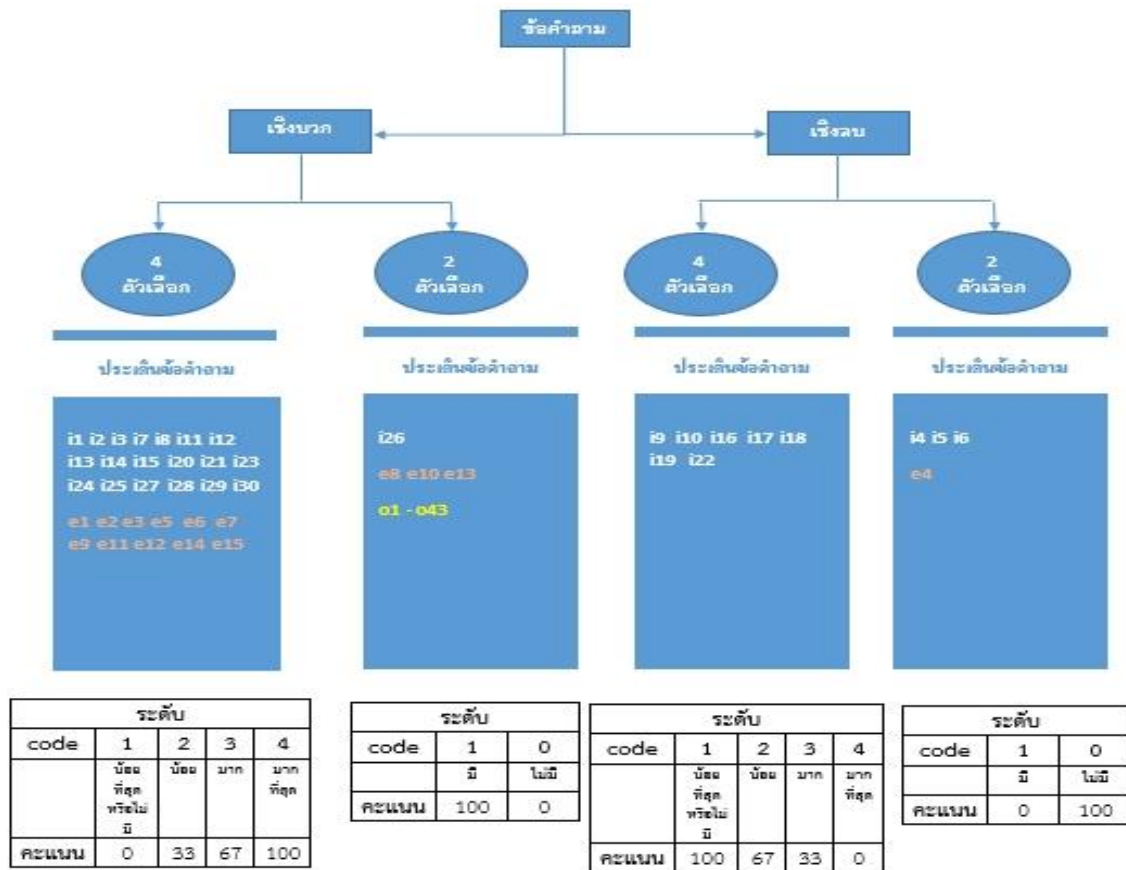 ข้อคำถาม
เชิงบวก
เชิงลบ
4
ตัวเลือก
2
ตัวเลือก
4
ตัวเลือก
2
ตัวเลือก
ประเด็นข้อคำถาม
ประเด็นข้อคำถาม
ประเด็นข้อคำถาม
ประเด็นข้อคำถาม
i1 i2 i3 i7 i8 i11 i12
i13 i14 i15 i20 i21 i23
i24 i25 i27 i28 i29 i30
e1 e2 e3 e5 e6 e7
e9 e11 e12 e14 e15
i26
e8 e10 e13
o1 - o43
i9 i10 i16 i17 i18
i19 i22
i4 i5 i6
e4
ระดับ
code 1 2 3 4
น้อยที่สุดหรือไม่มี น้อย มาก มากที่สุด
คะแนน 0 33 67 100
ระดับ
code 1 0
มี ไม่มี
คะแนน 100 0
ระดับ
code 1 2 3 4
น้อยที่สุดหรือไม่มี น้อย มาก มากที่สุด
คะแนน 100 67 33 0
ระดับ
code 1 0
มี ไม่มี
คะแนน 0 100